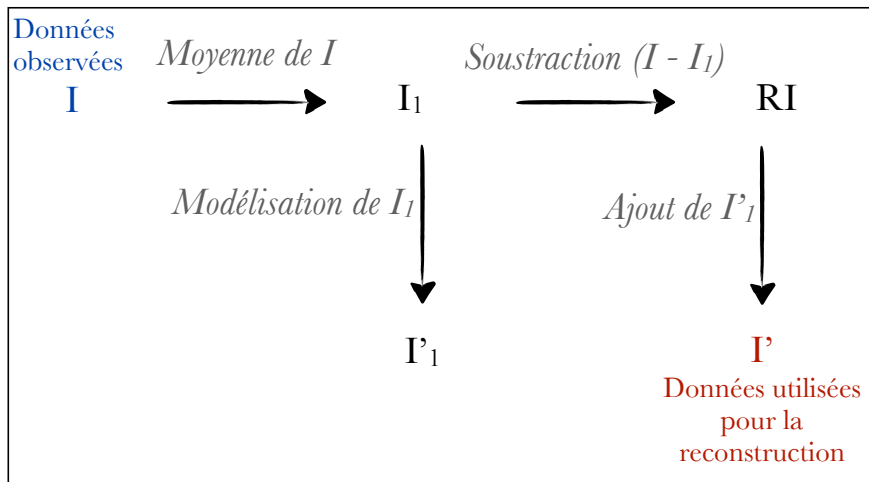 Données
observées
Moyenne de I
Soustraction (I - I₁)
I
I₁
RI
Modélisation de I₁
Ajout de I'₁
I'₁
I'
Données utilisées
pour la
reconstruction